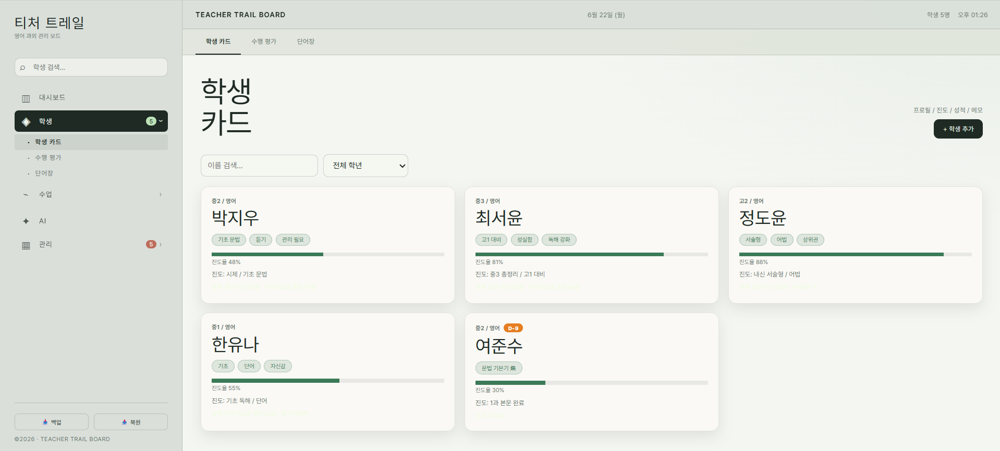 티처 트레일
영어 과외 관리 보드
학생 검색...
대시보드
학생 5
학생 카드
수행 평가
단어장
수업
AI
관리 5
백업 복원
©2026 · TEACHER TRAIL BOARD
TEACHER TRAIL BOARD 6월 22일 (월) 학생 5명 오후 01:26
학생 카드 수행 평가 단어장
학생
카드
프로필 / 진도 / 성적 / 메모
+ 학생 추가
이름 검색... 전체 학년
중2 / 영어
박지우
기초 문법 듣기 관리 필요
진도율 48%
진도: 시제 / 기초 문법
중3 / 영어
최서윤
고1 대비 성실함 독해 강화
진도율 81%
진도: 중3 총정리 / 고1 대비
고2 / 영어
정도윤
서술형 어법 상위권
진도율 88%
진도: 내신 서술형 / 어법
중1 / 영어
한유나
기초 단어 자신감
진도율 55%
진도: 기초 독해 / 단어
중2 / 영어 D-9
여준수
문법 기본기 無
진도율 30%
진도: 1과 본문 완료